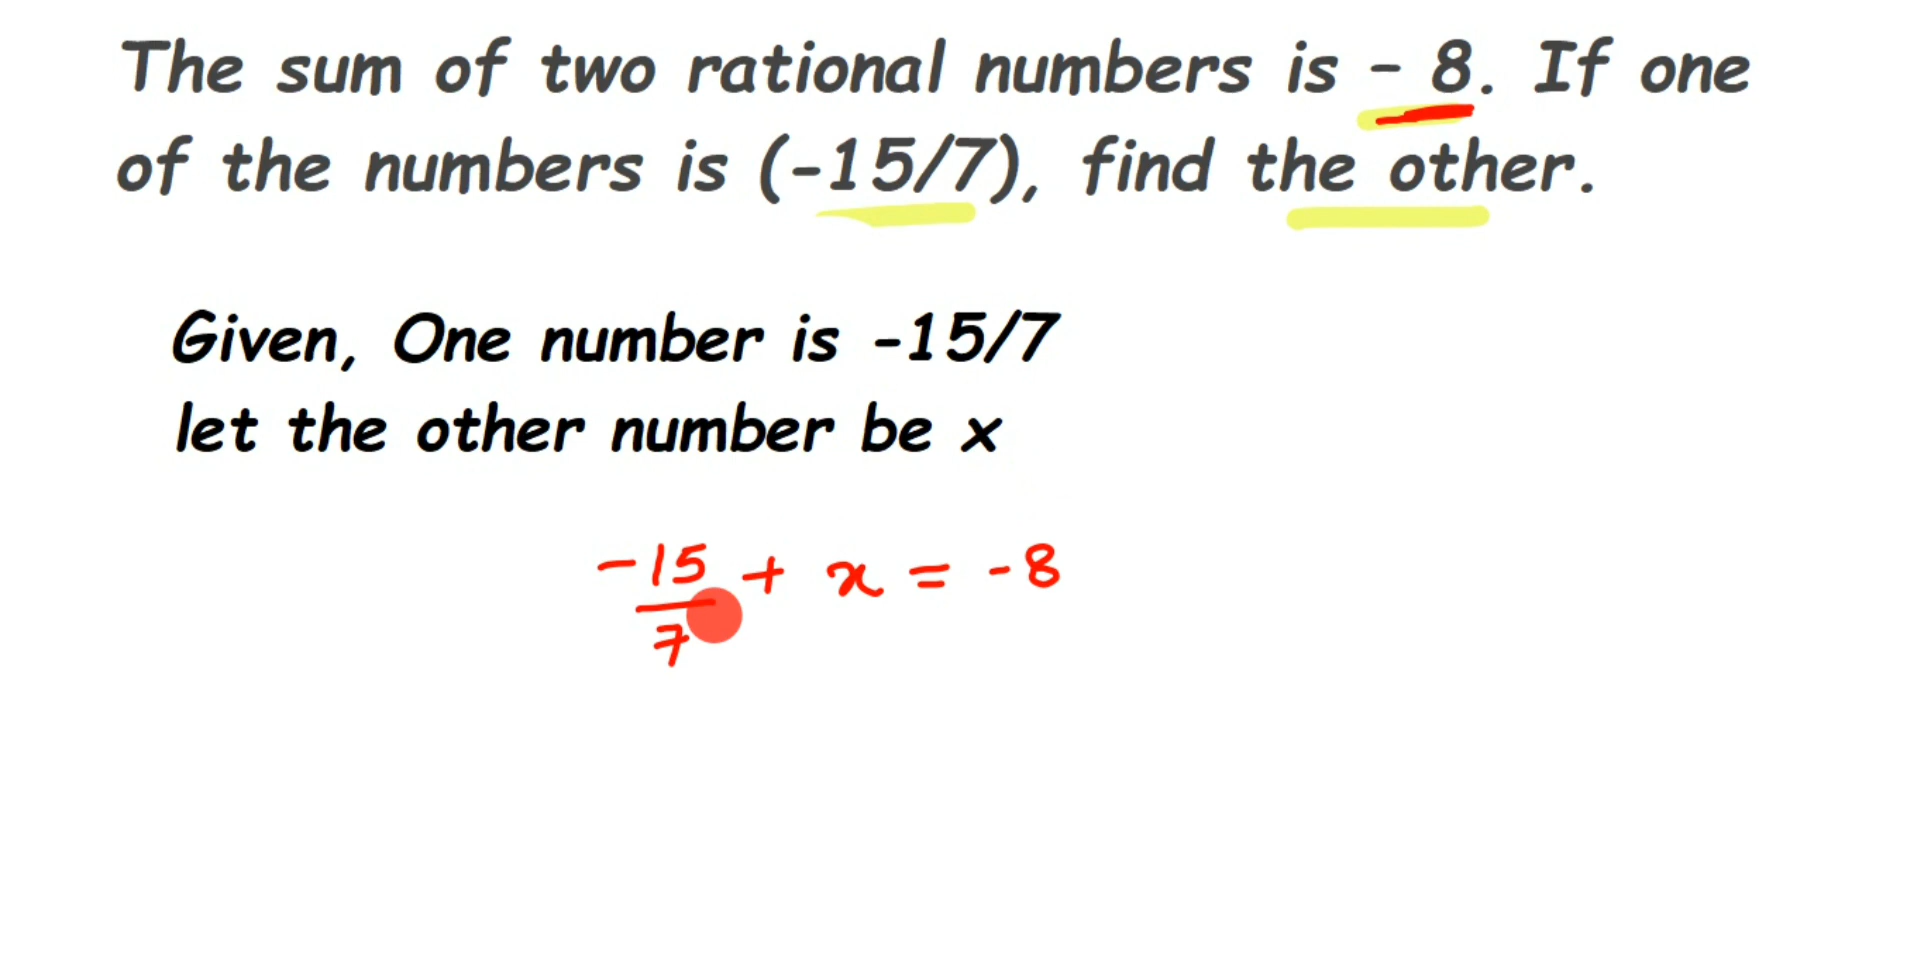 The sum of two rational numbers is - 8. If one
of the numbers is (-15/7), find the other.
Given, One number is -15/7
let the other number be x
-15/7 + x = -8